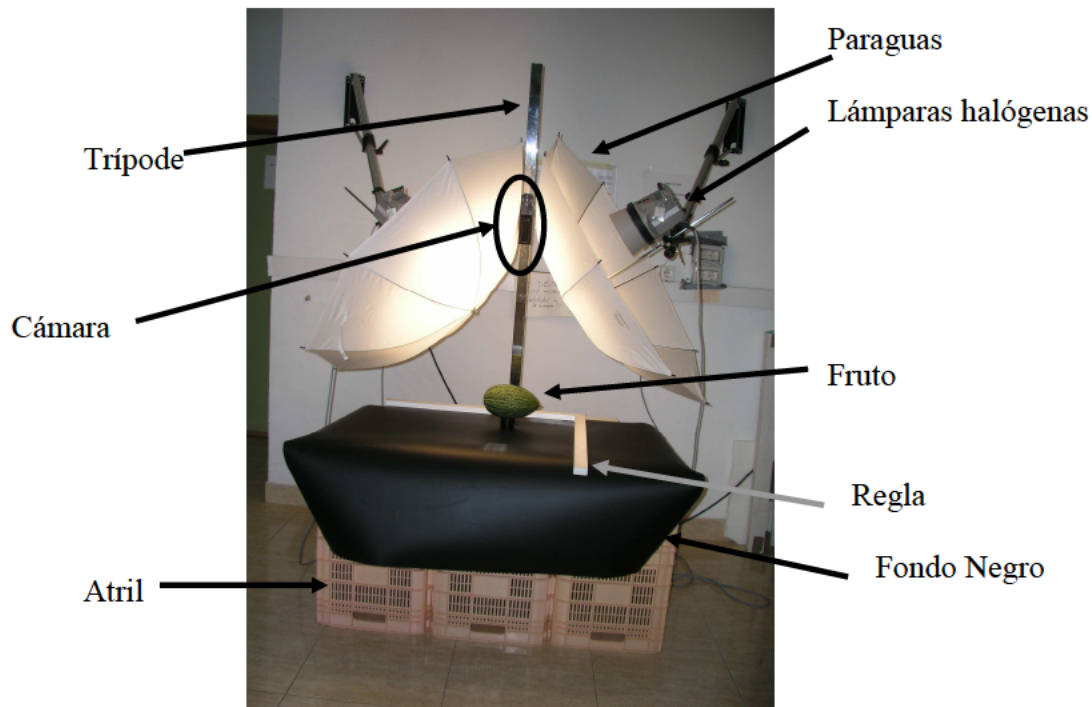 Paraguas
Lámparas halógenas
Trípode
Cámara
Fruto
Regla
Fondo Negro
Atril